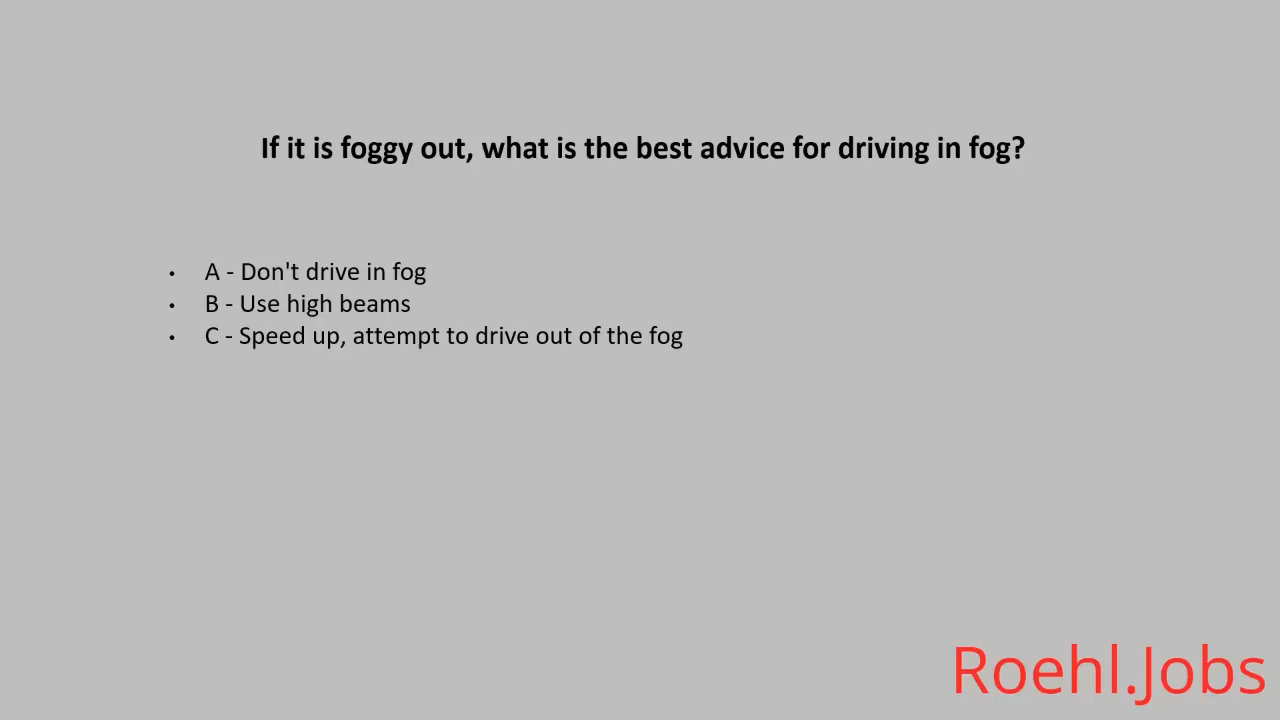 If it is foggy out, what is the best advice for driving in fog?
• A - Don't drive in fog
• B - Use high beams
• C - Speed up, attempt to drive out of the fog
Roehl.Jobs